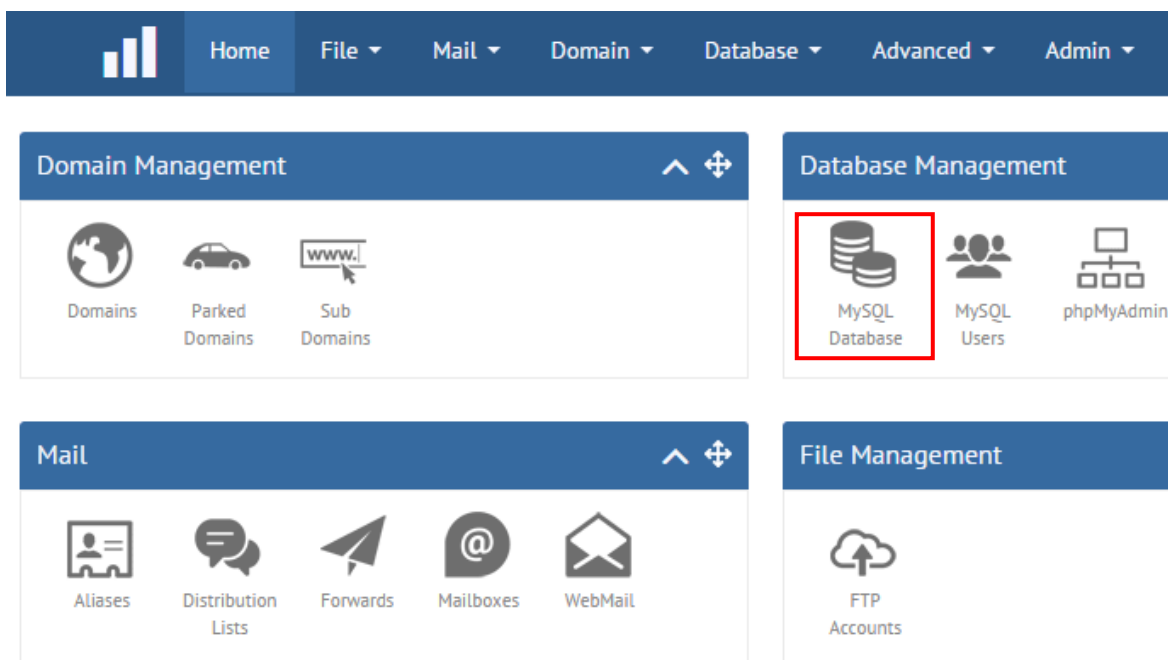 Home File Mail Domain Database Advanced Admin
Domain Management
Domains
Parked
Domains
www.
Sub
Domains
Database Management
MySQL
Database
MySQL
Users
phpMyAdmin
Mail
Aliases
Distribution
Lists
Forwards
@
Mailboxes
WebMail
File Management
FTP
Accounts